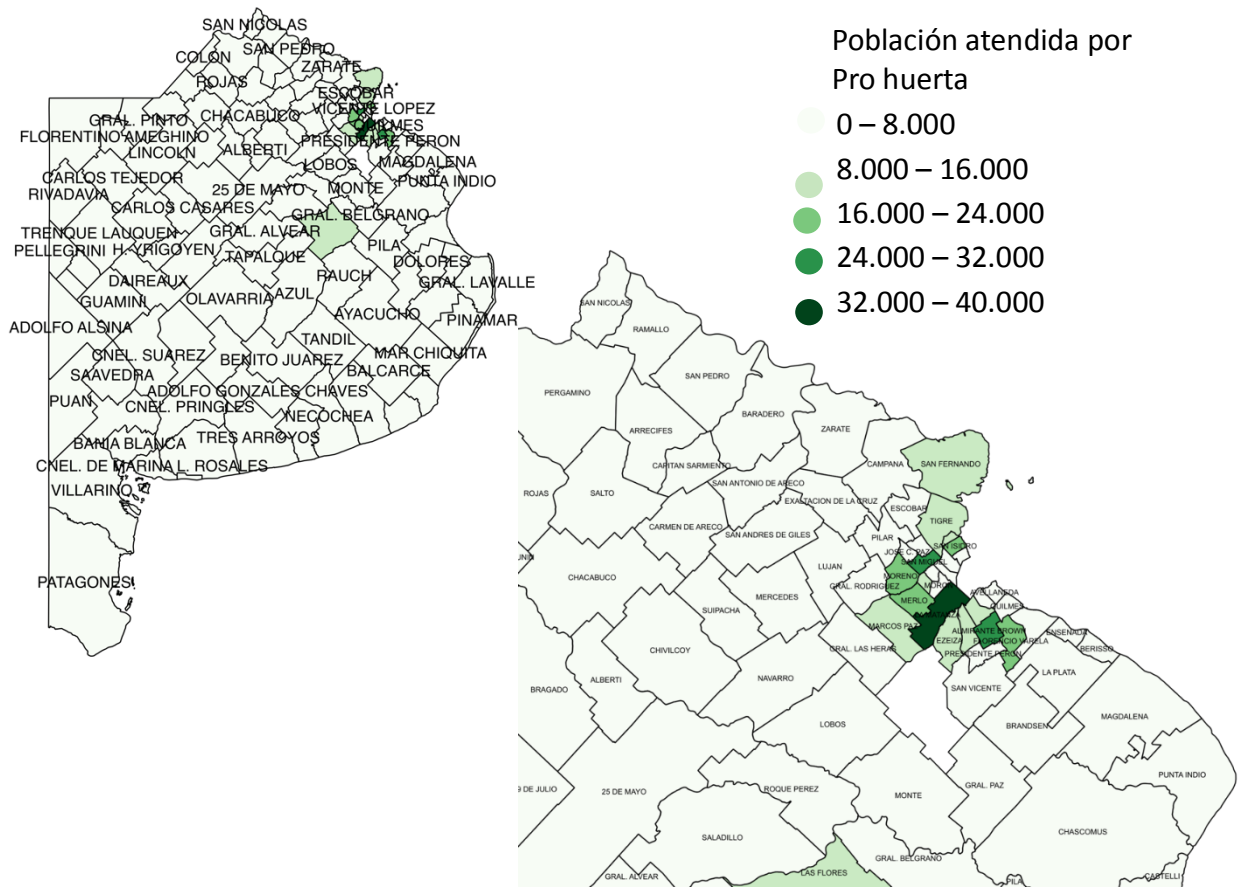 Población atendida por
Pro huerta
0 – 8.000
8.000 – 16.000
16.000 – 24.000
24.000 – 32.000
32.000 – 40.000
SAN NICOLAS
SAN PEDRO
COLON
ZARATE
ROJAS
ESCOBAR
VICENTE LOPEZ
GRAL. PINTO
CHACABUCO
QUILMES
FLORENTINO AMEGHINO
PRESIDENTE PERON
LINCOLN
ALBERTI
LOBOS
MAGDALENA
CARLOS TEJEDOR
PUNTA INDIO
RIVADAVIA
25 DE MAYO
MONTE
CARLOS CASARES
GRAL. BELGRANO
TRENQUE LAUQUEN
GRAL. ALVEAR
PELLEGRINI
H. YRIGOYEN
PILA
TAPALQUE
DOLORES
RAUCH
DAIREAUX
GRAL. LAVALLE
GUAMINI
OLAVARRIA
AZUL
AYACUCHO
PINAMAR
ADOLFO ALSINA
TANDIL
CNEL. SUAREZ
BENITO JUAREZ
MAR CHIQUITA
SAAVEDRA
BALCARCE
ADOLFO GONZALES CHAVES
PUAN
CNEL. PRINGLES
NECOCHEA
BAHIA BLANCA
TRES ARROYOS
CNEL. DE MARINA L. ROSALES
VILLARINO
PATAGONES
SAN NICOLAS
RAMALLO
SAN PEDRO
PERGAMINO
BARADERO
ARRECIFES
ZARATE
CAPITAN SARMIENTO
CAMPANA
SAN FERNANDO
SAN ANTONIO DE ARECO
ROJAS
SALTO
EXALTACION DE LA CRUZ
ESCOBAR
TIGRE
CARMEN DE ARECO
SAN ANDRES DE GILES
PILAR
SAN ISIDRO
JOSE C. PAZ
SAN MIGUEL
LUJAN
CHACABUCO
MORENO
GRAL. RODRIGUEZ
AVELLANEDA
MERCEDES
MERLO
QUILMES
SUIPACHA
MARCOS PAZ
ALMIRANTE BROWN
ENSENADA
EZEIZA
FLORENCIO VARELA
CHIVILCOY
GRAL. LAS HERAS
PRESIDENTE PERON
BERISSO
LA PLATA
ALBERTI
NAVARRO
BRAGADO
SAN VICENTE
LOBOS
BRANDSEN
MAGDALENA
PUNTA INDIO
9 DE JULIO
25 DE MAYO
ROQUE PEREZ
MONTE
GRAL. PAZ
SALADILLO
CHASCOMUS
GRAL. BELGRANO
GRAL. ALVEAR
LAS FLORES
PILA
CASTELLI